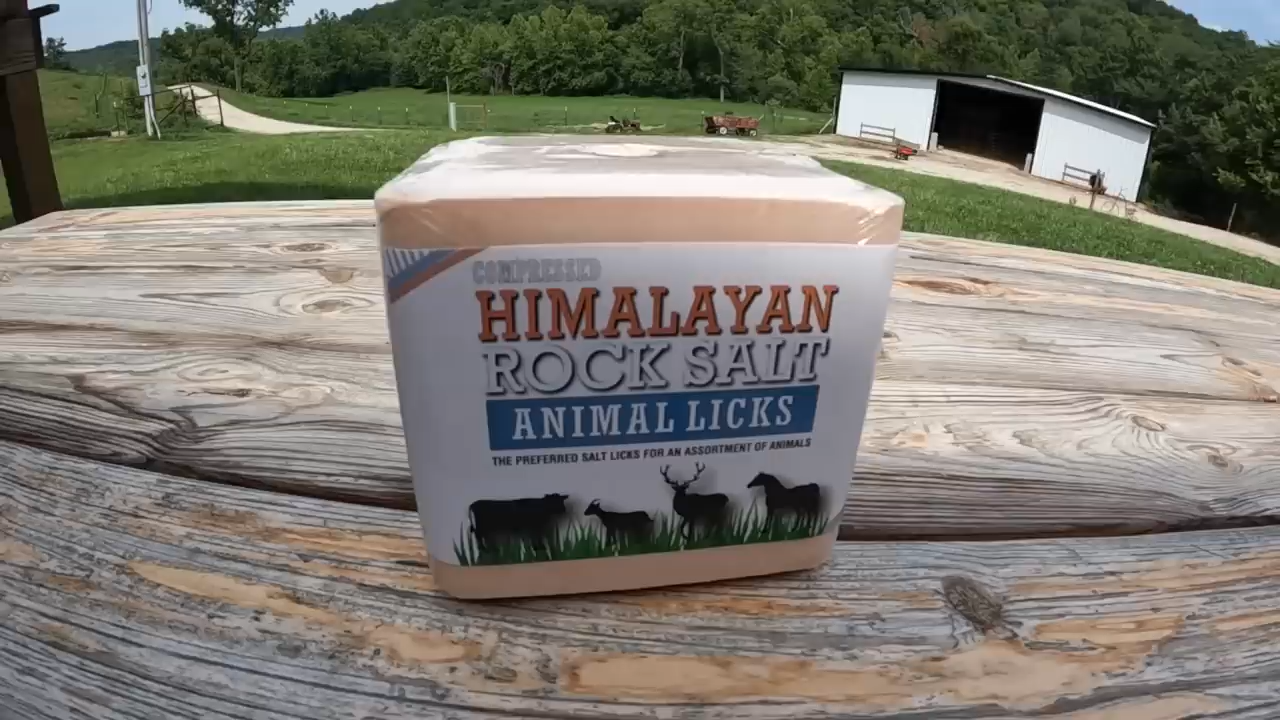 COMPRESSED
HIMALAYAN
ROCK SALT
ANIMAL LICKS
THE PREFERRED SALT LICKS FOR AN ASSORTMENT OF ANIMALS